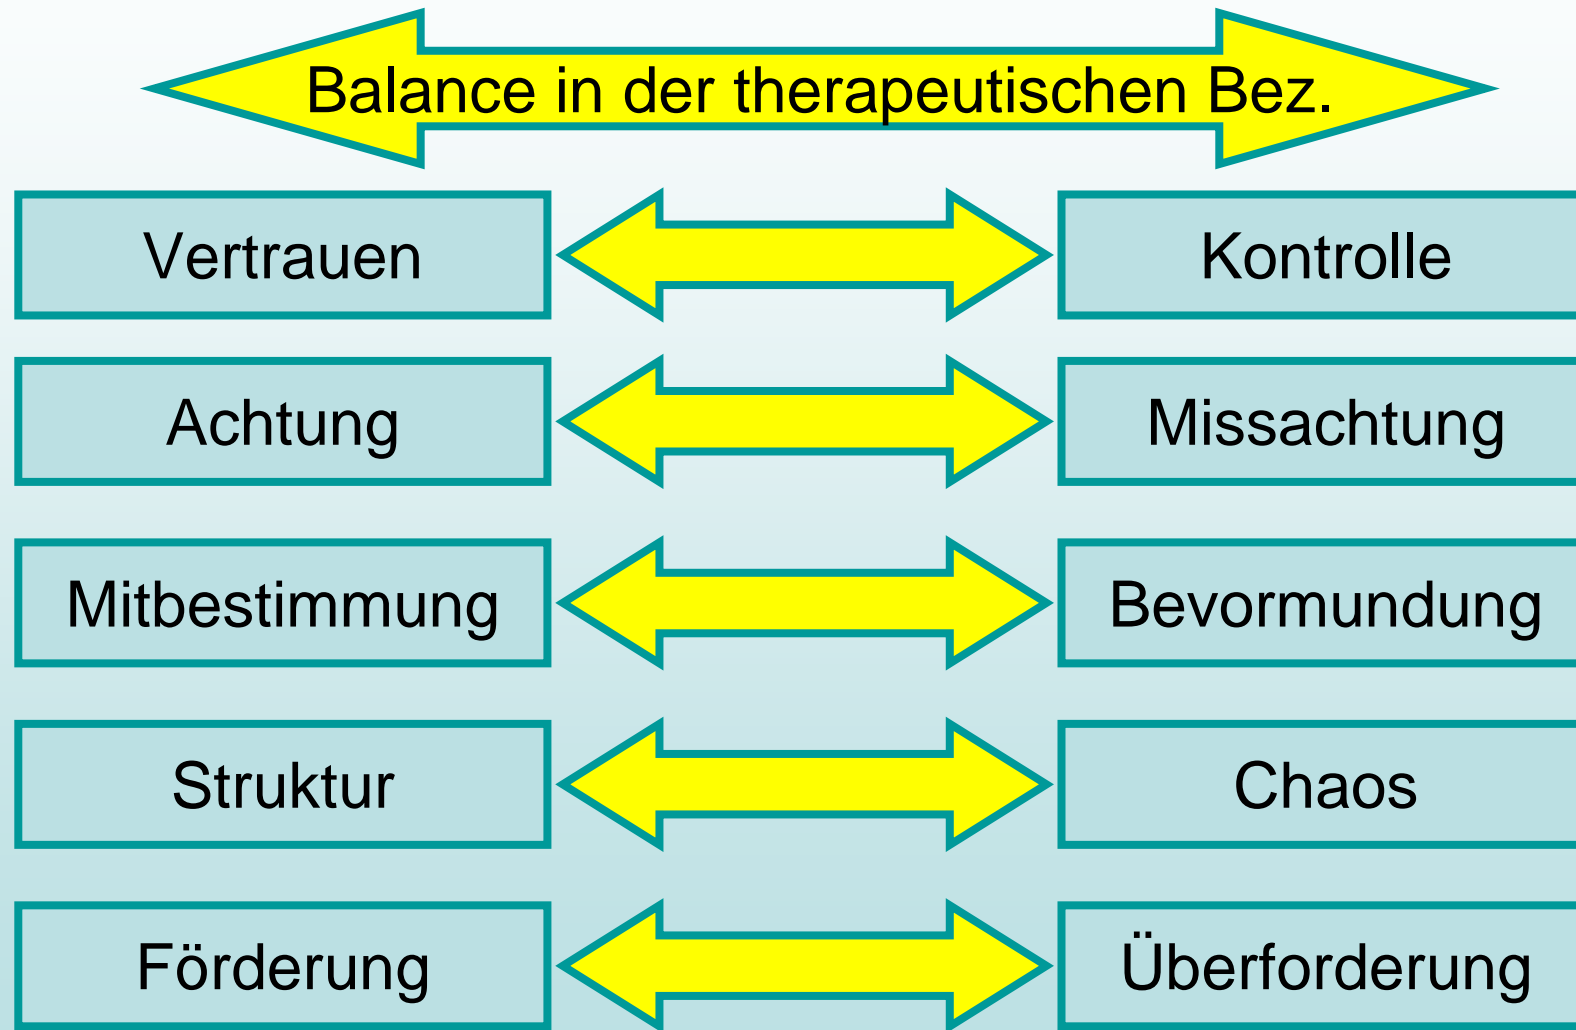 Balance in der therapeutischen Bez.
Vertrauen
Kontrolle
Achtung
Missachtung
Mitbestimmung
Bevormundung
Struktur
Chaos
Förderung
Überforderung